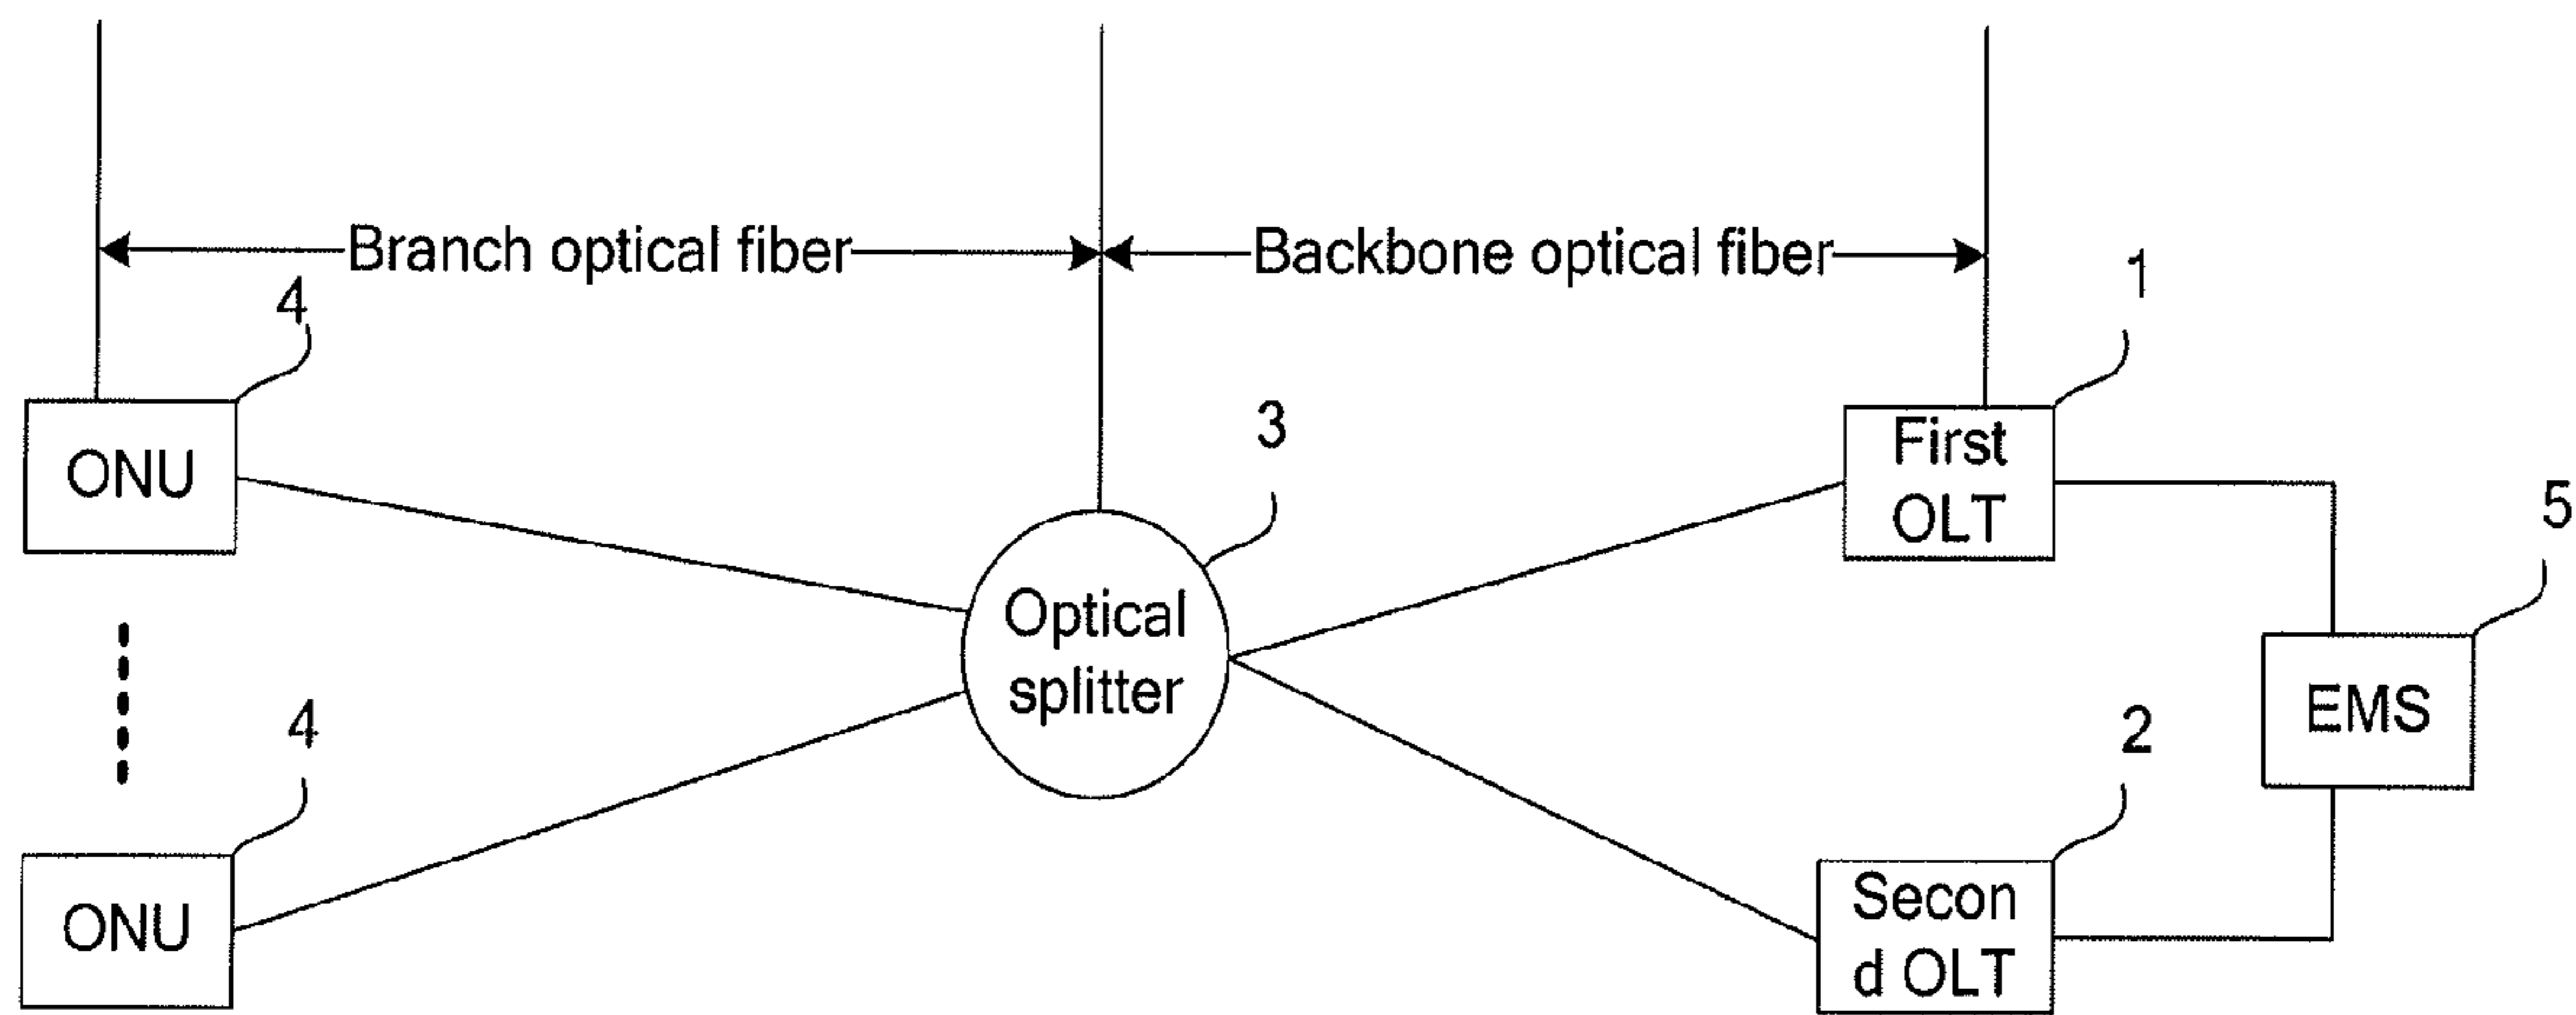 Branch optical fiber
Backbone optical fiber
4
1
ONU
3
First
OLT
5
Optical
splitter
EMS
4
2
ONU
Secon
d OLT